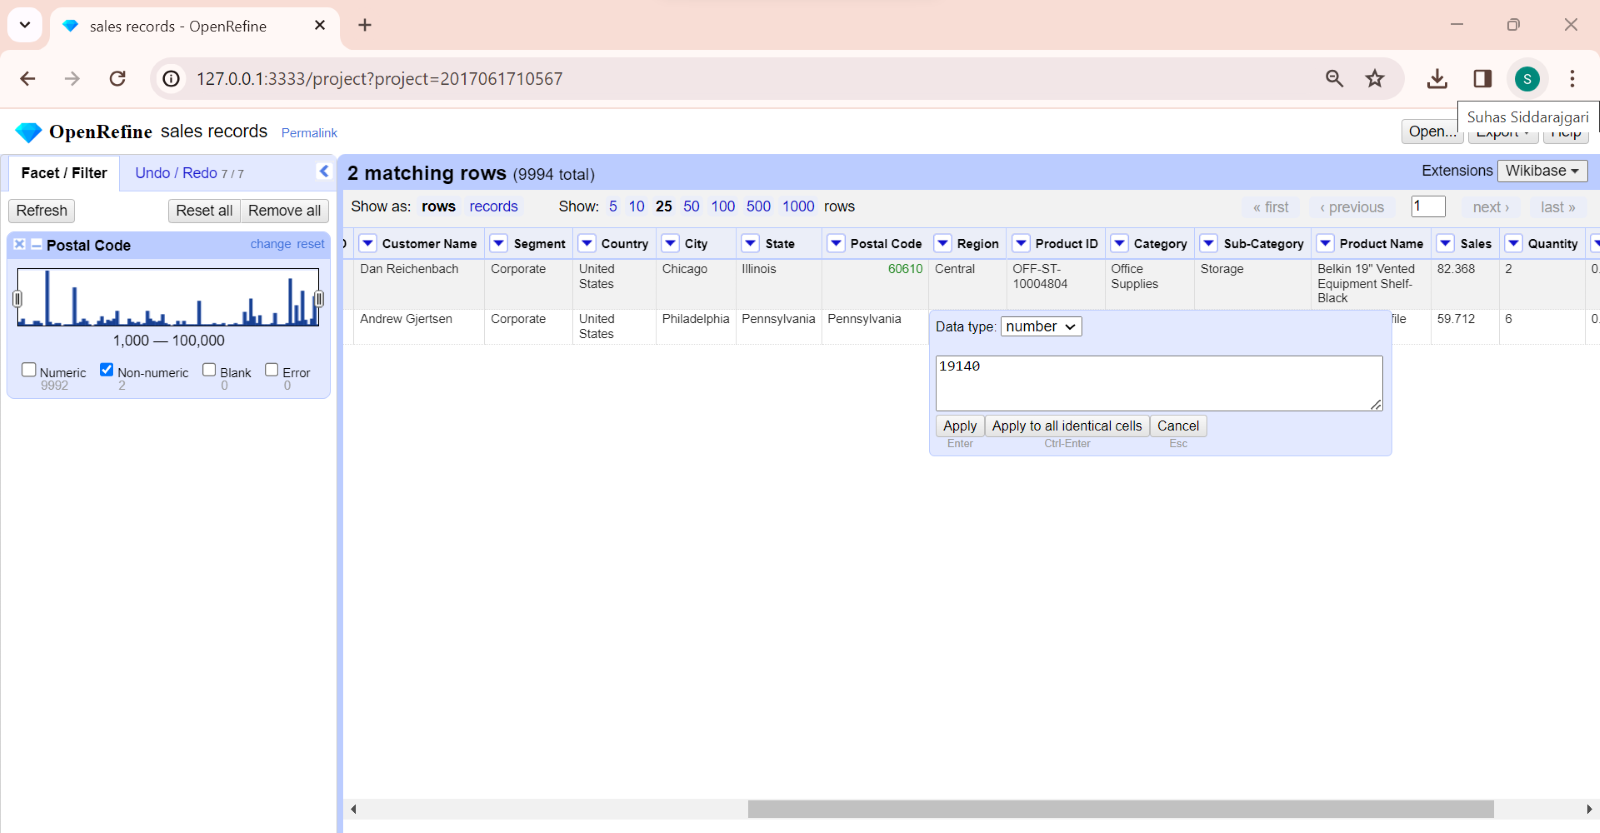 sales records - OpenRefine
127.0.0.1:3333/project?project=2017061710567
S
Suhas Siddarajgari
OpenRefine sales records Permalink
Open... Export Help
Facet / Filter Undo / Redo 7 / 7
2 matching rows (9994 total)
Extensions Wikibase
Refresh Reset all Remove all
Show as: rows records Show: 5 10 25 50 100 500 1000 rows
« first ‹ previous 1 next › last »
Postal Code change reset
Customer Name Segment Country City State Postal Code Region Product ID Category Sub-Category Product Name Sales Quantity
Dan Reichenbach Corporate United States Chicago Illinois 60610 Central OFF-ST-10004804 Office Supplies Storage Belkin 19" Vented Equipment Shelf-Black 82.368 2 0.
Andrew Gjertsen Corporate United States Philadelphia Pennsylvania Pennsylvania file 59.712 6 0.
1,000 — 100,000
Numeric Non-numeric Blank Error
9992 2 0 0
Data type: number
19140
Apply Apply to all identical cells Cancel
Enter Ctrl-Enter Esc